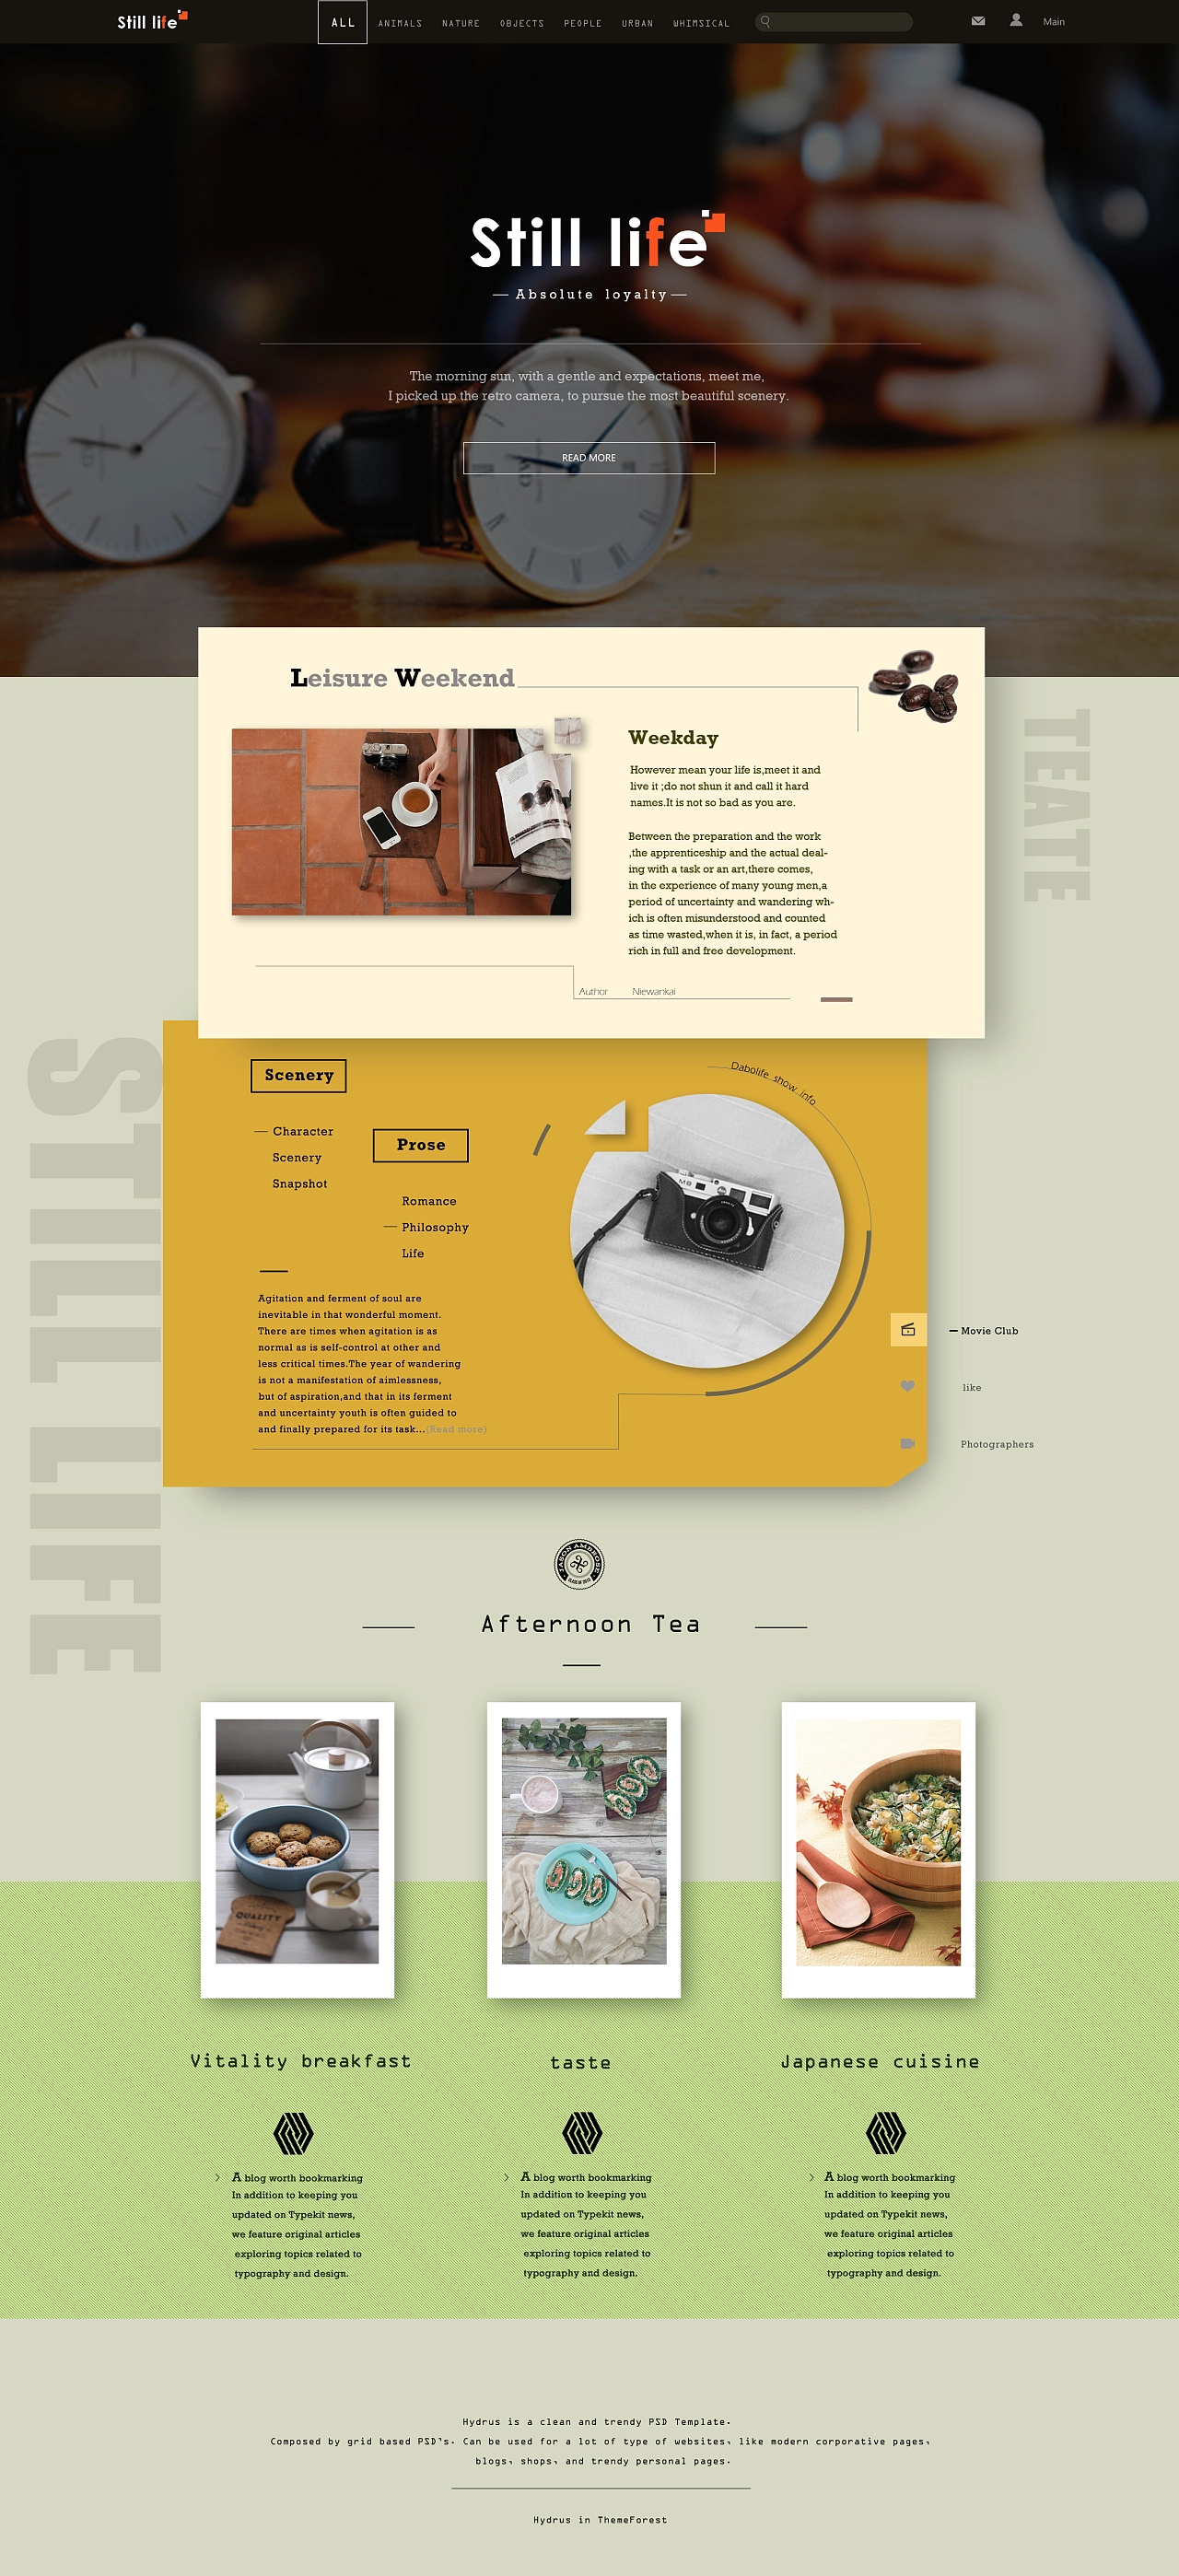 Still life
ALL ANIMALS NATURE OBJECTS PEOPLE URBAN WHIMSICAL
Main
Still life
Absolute loyalty
The morning sun, with a gentle and expectations, meet me,
I picked up the retro camera, to pursue the most beautiful scenery.
READ MORE
Leisure Weekend
TEATE
Weekday
However mean your life is,meet it and
live it ;do not shun it and call it hard
names.It is not so bad as you are.
Between the preparation and the work
,the apprenticeship and the actual deal-
ing with a task or an art,there comes,
in the experience of many young men,a
period of uncertainty and wandering wh-
ich is often misunderstood and counted
as time wasted,when it is, in fact, a period
rich in full and free development.
Author Niewankai
STILL LIFE
Scenery
Character
Scenery
Snapshot
Prose
Romance
Philosophy
Life
Dabolife show info
M8
Agitation and ferment of soul are
inevitable in that wonderful moment.
There are times when agitation is as
normal as is self-control at other and
less critical times.The year of wandering
is not a manifestation of aimlessness,
but of aspiration,and that in its ferment
and uncertainty youth is often guided to
and finally prepared for its task...(Read more)
Movie Club
like
Photographers
Afternoon Tea
QUALITY
Vitality breakfast
taste
Japanese cuisine
A blog worth bookmarking
In addition to keeping you
updated on Typekit news,
we feature original articles
exploring topics related to
typography and design.
A blog worth bookmarking
In addition to keeping you
updated on Typekit news,
we feature original articles
exploring topics related to
typography and design.
A blog worth bookmarking
In addition to keeping you
updated on Typekit news,
we feature original articles
exploring topics related to
typography and design.
Hydrus is a clean and trendy PSD Template.
Composed by grid based PSD's. Can be used for a lot of type of websites, like modern corporative pages,
blogs, shops, and trendy personal pages.
Hydrus in ThemeForest